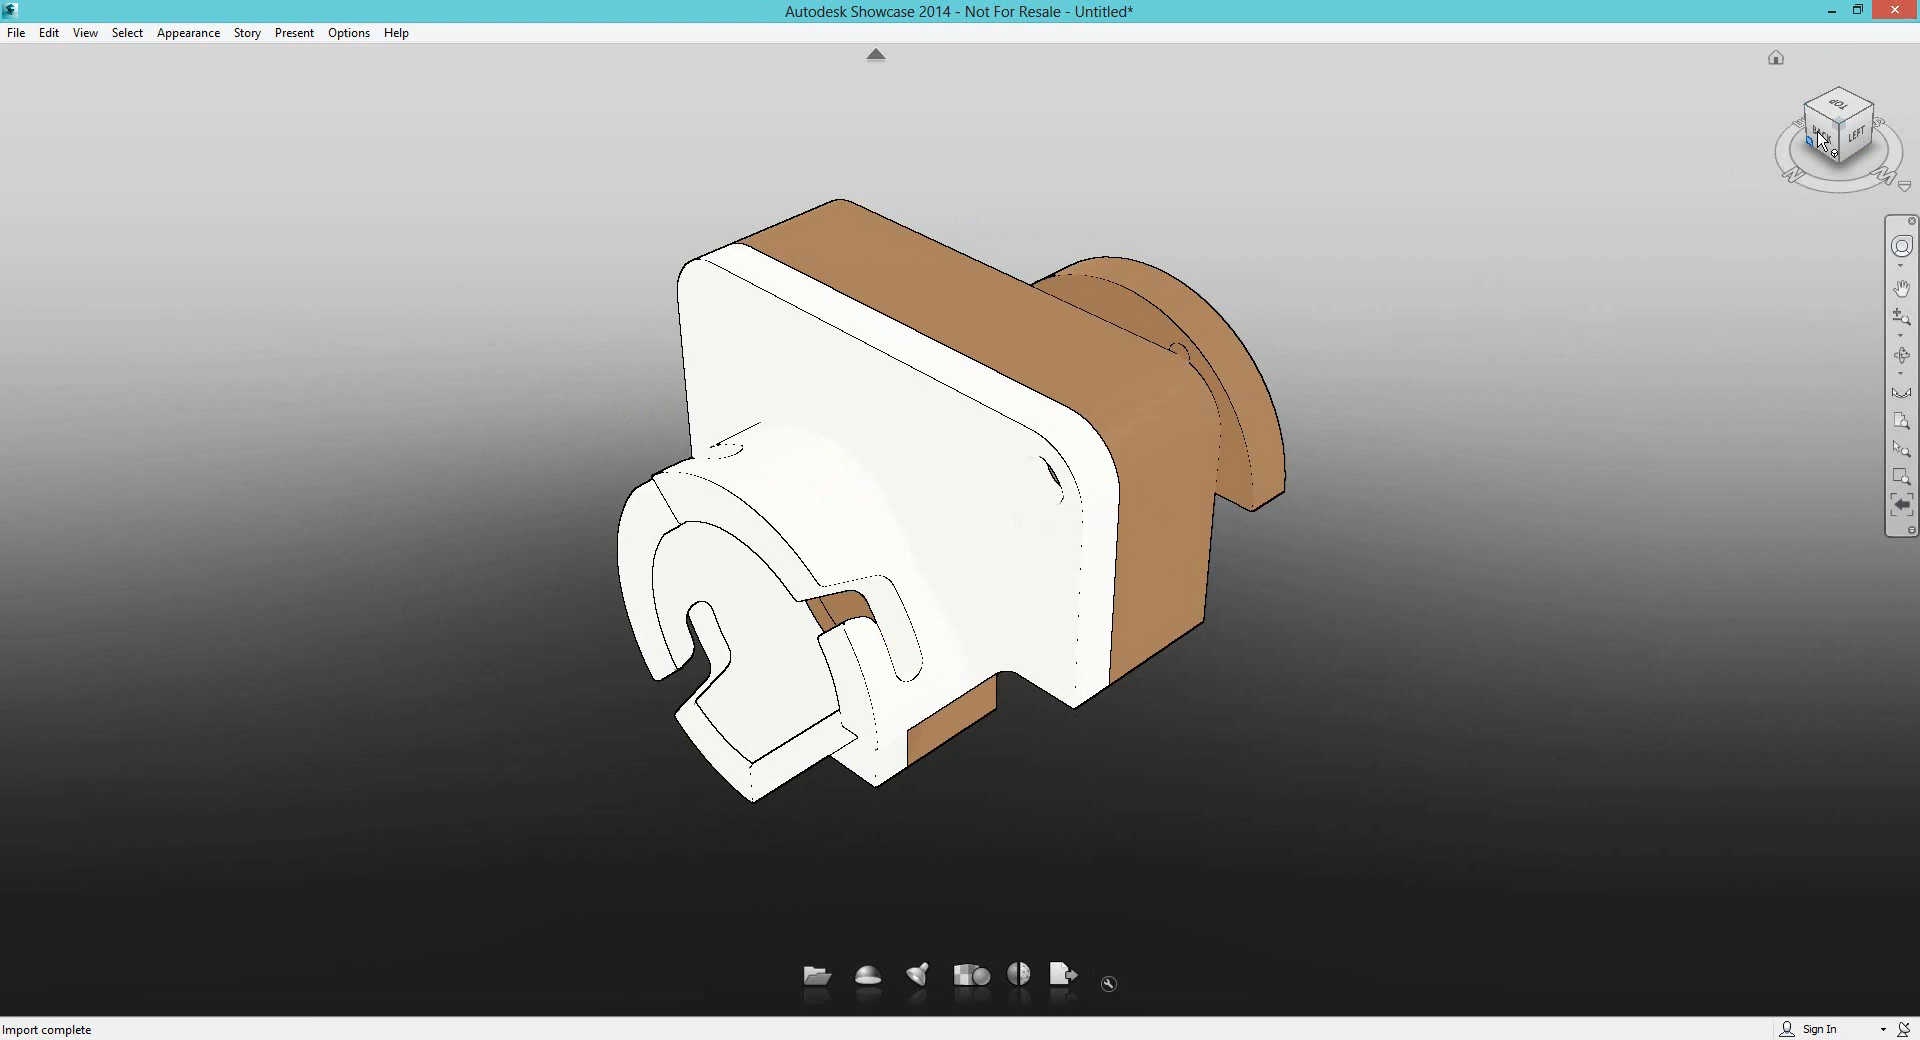 Autodesk Showcase 2014 - Not For Resale - Untitled*
File Edit View Select Appearance Story Present Options Help
TOP
BACK
LEFT
N
Import complete
Sign In